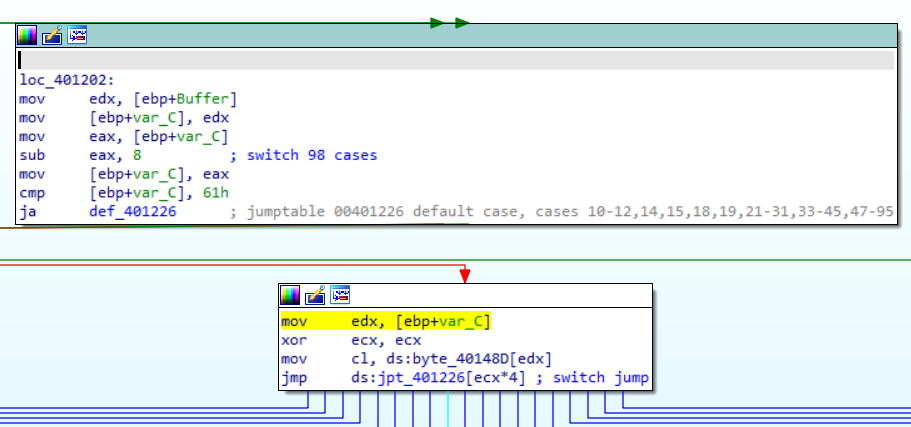 loc_401202:
mov edx, [ebp+Buffer]
mov [ebp+var_C], edx
mov eax, [ebp+var_C]
sub eax, 8 ; switch 98 cases
mov [ebp+var_C], eax
cmp [ebp+var_C], 61h
ja def_401226 ; jumptable 00401226 default case, cases 10-12,14,15,18,19,21-31,33-45,47-95
mov edx, [ebp+var_C]
xor ecx, ecx
mov cl, ds:byte_40148D[edx]
jmp ds:jpt_401226[ecx*4] ; switch jump